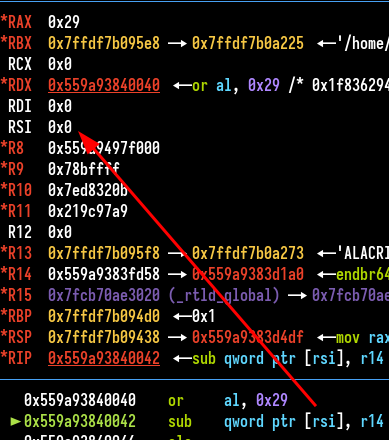 *RAX 0x29
*RBX 0x7ffdf7b095e8 —▸ 0x7ffdf7b0a225 ◂— '/home/
RCX 0x0
*RDX 0x559a93840040 ◂— or al, 0x29 /* 0x1f836294
RDI 0x0
RSI 0x0
*R8 0x559a9497f000
*R9 0x78bffff
*R10 0x7ed8320b
*R11 0x219c97a9
R12 0x0
*R13 0x7ffdf7b095f8 —▸ 0x7ffdf7b0a273 ◂— 'ALACRI
*R14 0x559a9383fd58 —▸ 0x559a9383d1a0 ◂— endbr64
*R15 0x7fcb70ae3020 (_rtld_global) —▸ 0x7fcb70ae
*RBP 0x7ffdf7b094d0 ◂— 0x1
*RSP 0x7ffdf7b09438 —▸ 0x559a9383d4df ◂— mov rax
*RIP 0x559a93840042 ◂— sub qword ptr [rsi], r14
0x559a93840040 or al, 0x29
►0x559a93840042 sub qword ptr [rsi], r14